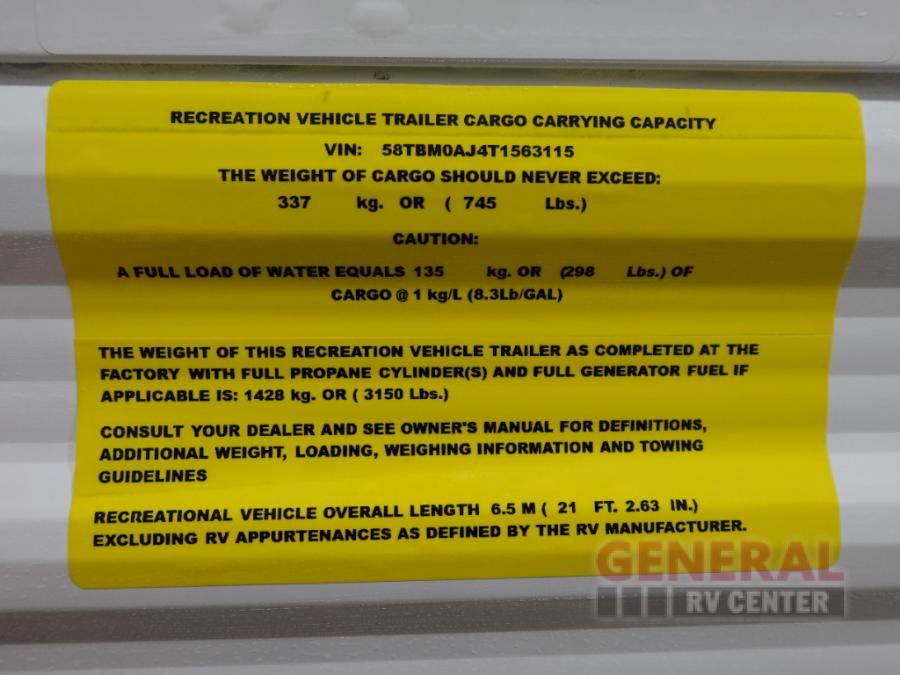 RECREATION VEHICLE TRAILER CARGO CARRYING CAPACITY
VIN: 58TBM0AJ4T1563115
THE WEIGHT OF CARGO SHOULD NEVER EXCEED:
337 kg. OR ( 745 Lbs.)
CAUTION:
A FULL LOAD OF WATER EQUALS 135 kg. OR (298 Lbs.) OF
CARGO @ 1 kg/L (8.3Lb/GAL)
THE WEIGHT OF THIS RECREATION VEHICLE TRAILER AS COMPLETED AT THE
FACTORY WITH FULL PROPANE CYLINDER(S) AND FULL GENERATOR FUEL IF
APPLICABLE IS: 1428 kg. OR ( 3150 Lbs.)
CONSULT YOUR DEALER AND SEE OWNER'S MANUAL FOR DEFINITIONS,
ADDITIONAL WEIGHT, LOADING, WEIGHING INFORMATION AND TOWING
GUIDELINES
RECREATIONAL VEHICLE OVERALL LENGTH 6.5 M ( 21 FT. 2.63 IN.)
EXCLUDING RV APPURTENANCES AS DEFINED BY THE RV MANUFACTURER.
GENERAL
RV CENTER